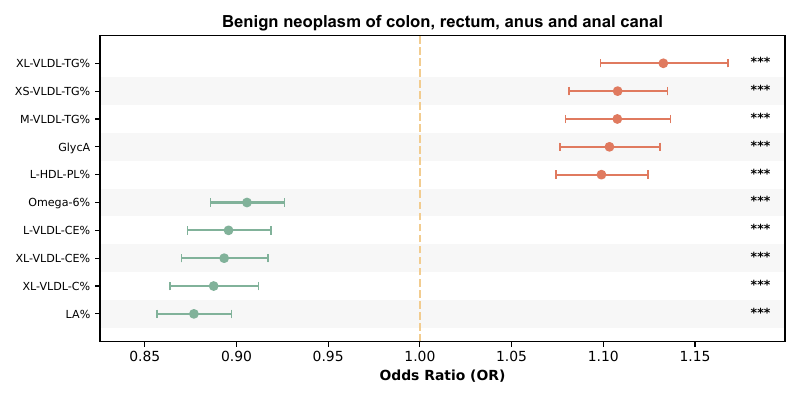 Benign neoplasm of colon, rectum, anus and anal canal
XL-VLDL-TG% ***
XS-VLDL-TG% ***
M-VLDL-TG% ***
GlycA ***
L-HDL-PL% ***
Omega-6% ***
L-VLDL-CE% ***
XL-VLDL-CE% ***
XL-VLDL-C% ***
LA% ***
0.85 0.90 0.95 1.00 1.05 1.10 1.15
Odds Ratio (OR)